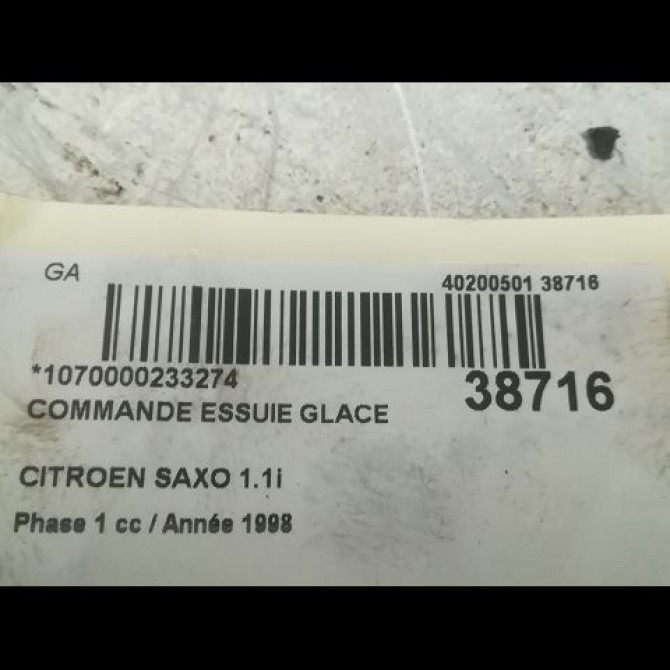 GA
40200501 38716
*1070000233274
38716
COMMANDE ESSUIE GLACE
CITROEN SAXO 1.1i
Phase 1 cc / Année 1998